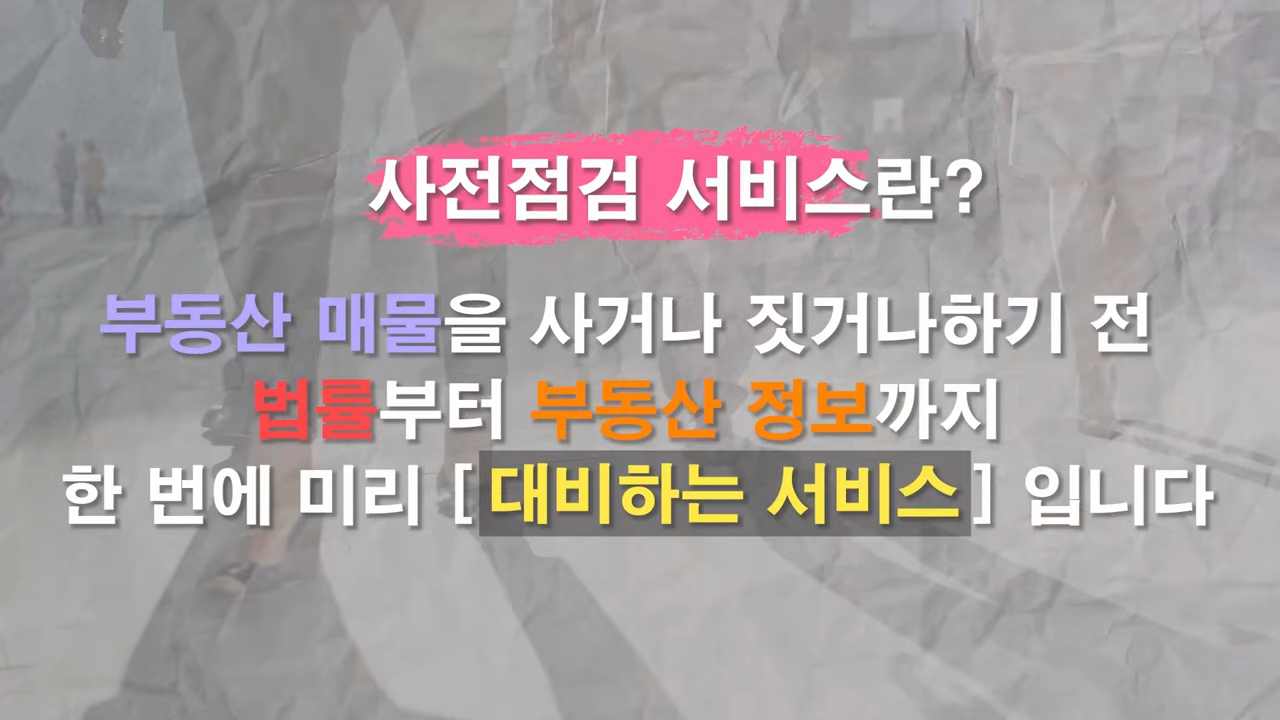 사전점검 서비스란?
부동산 매물을 사거나 짓거나하기 전
법률부터 부동산 정보까지
한 번에 미리 [대비하는 서비스] 입니다